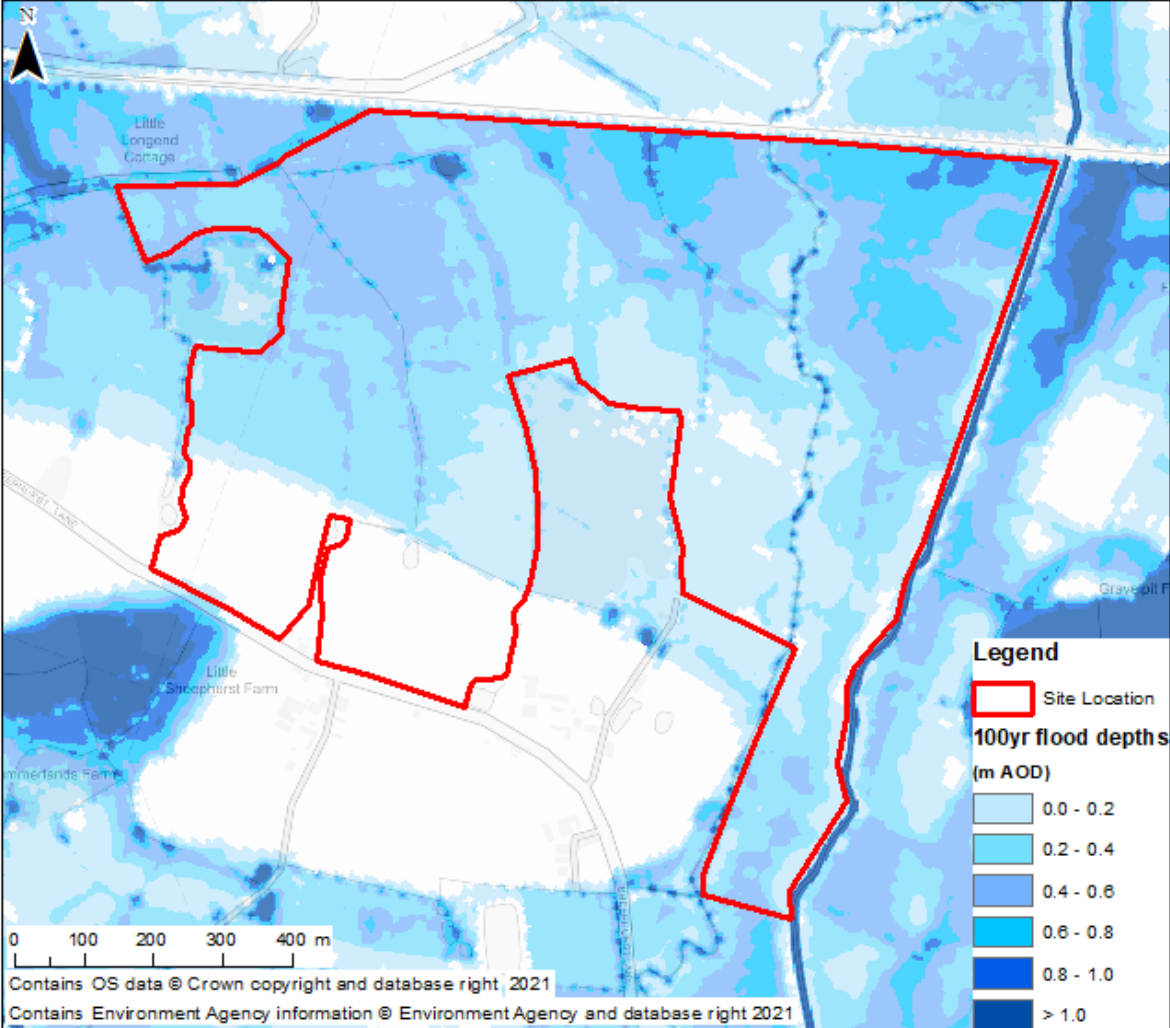 N
Little
Longend
Cottage
Little
Sheephurst Farm
Legend
Site Location
100yr flood depths
(m AOD)
0.0 - 0.2
0.2 - 0.4
0.4 - 0.6
0.6 - 0.8
0.8 - 1.0
> 1.0
0 100 200 300 400 m
Contains OS data © Crown copyright and database right 2021
Contains Environment Agency information © Environment Agency and database right 2021